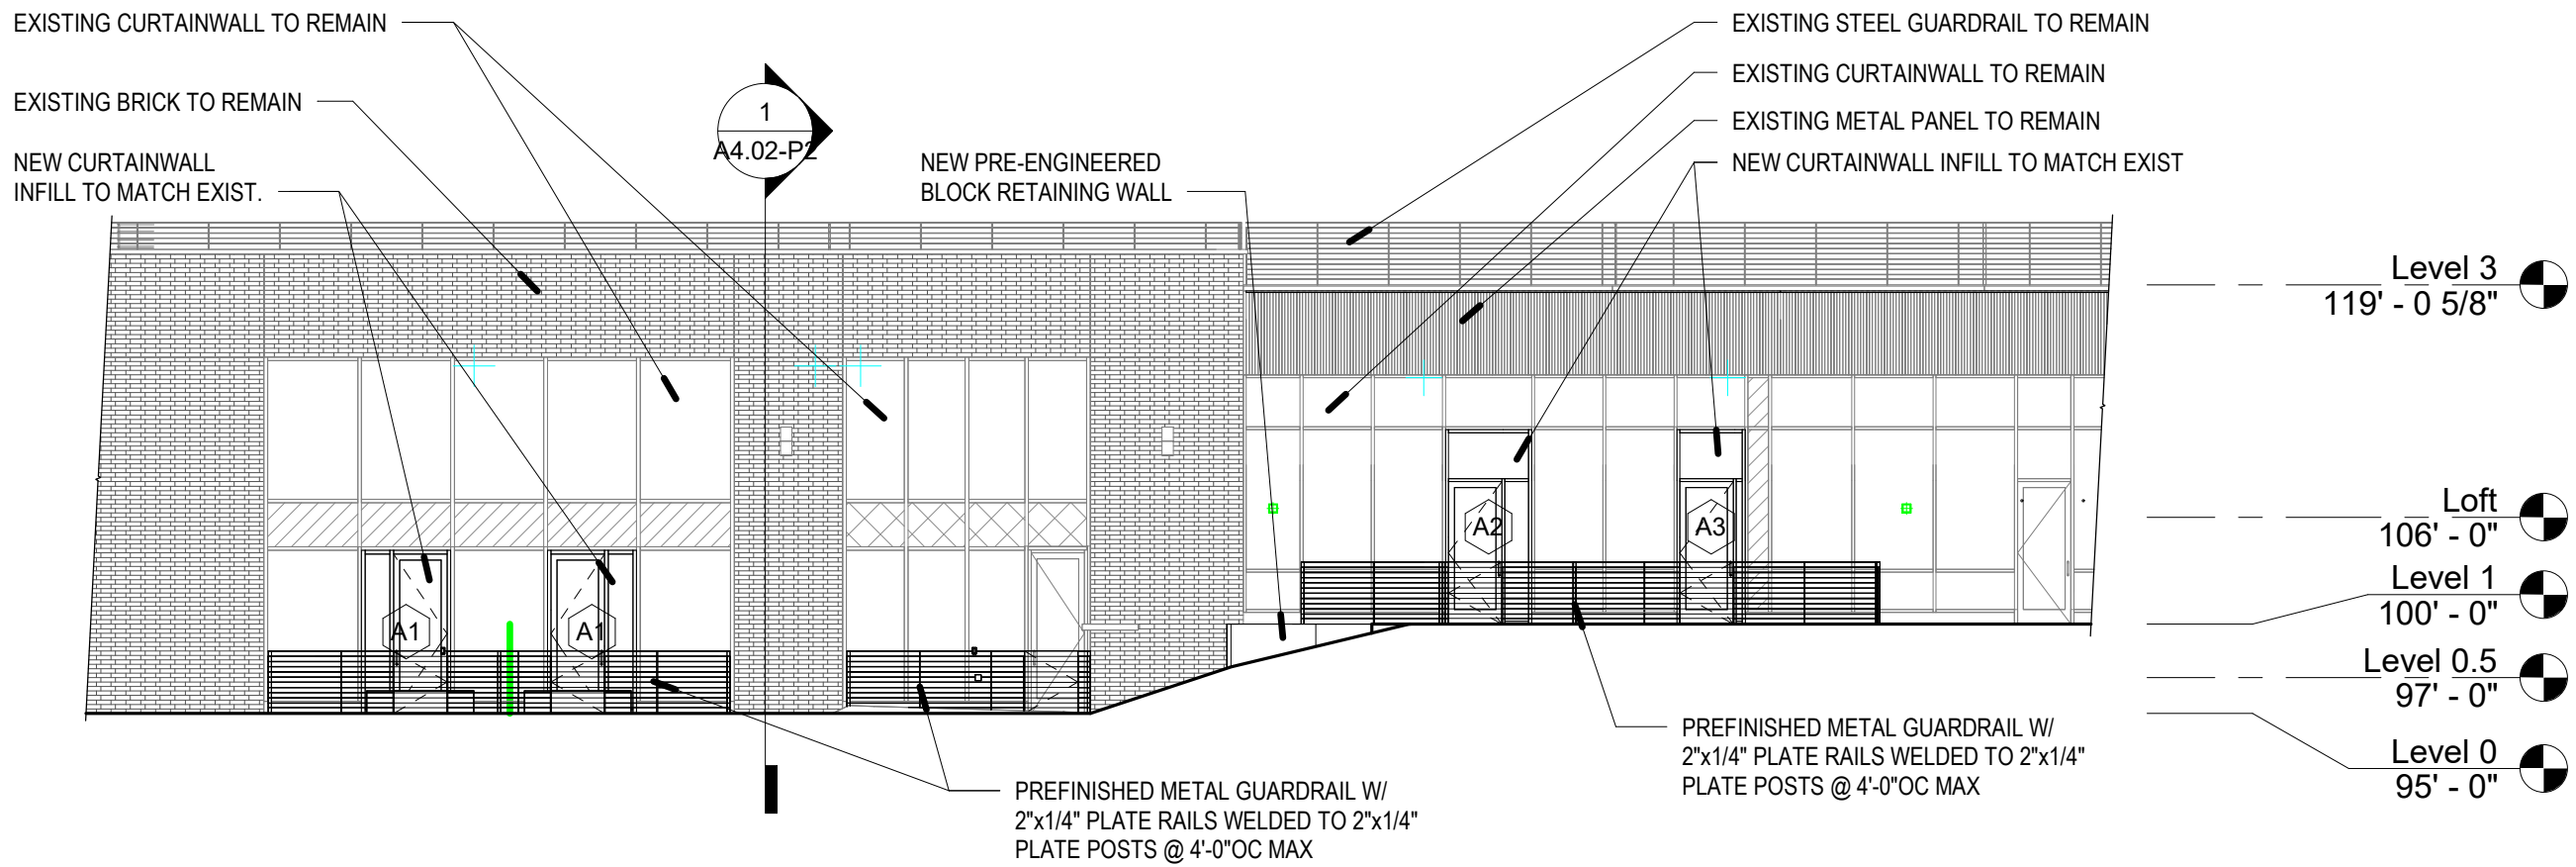 EXISTING CURTAINWALL TO REMAIN
EXISTING BRICK TO REMAIN
NEW CURTAINWALL
INFILL TO MATCH EXIST.
1
A4.02-P2
NEW PRE-ENGINEERED
BLOCK RETAINING WALL
EXISTING STEEL GUARDRAIL TO REMAIN
EXISTING CURTAINWALL TO REMAIN
EXISTING METAL PANEL TO REMAIN
NEW CURTAINWALL INFILL TO MATCH EXIST
Level 3
119' - 0 5/8"
Loft
106' - 0"
Level 1
100' - 0"
Level 0.5
97' - 0"
Level 0
95' - 0"
A1
A1
A2
A3
PREFINISHED METAL GUARDRAIL W/
2"x1/4" PLATE RAILS WELDED TO 2"x1/4"
PLATE POSTS @ 4'-0"OC MAX
PREFINISHED METAL GUARDRAIL W/
2"x1/4" PLATE RAILS WELDED TO 2"x1/4"
PLATE POSTS @ 4'-0"OC MAX